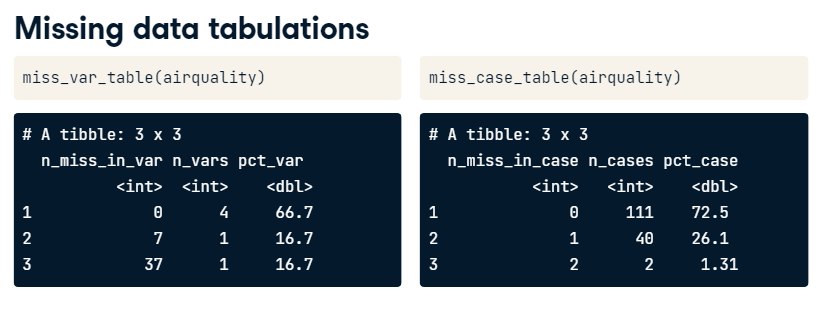 Missing data tabulations
miss_var_table(airquality)
# A tibble: 3 x 3
n_miss_in_var n_vars pct_var
<int> <int> <dbl>
1 0 4 66.7
2 7 1 16.7
3 37 1 16.7
miss_case_table(airquality)
# A tibble: 3 x 3
n_miss_in_case n_cases pct_case
<int> <int> <dbl>
1 0 111 72.5
2 1 40 26.1
3 2 2 1.31